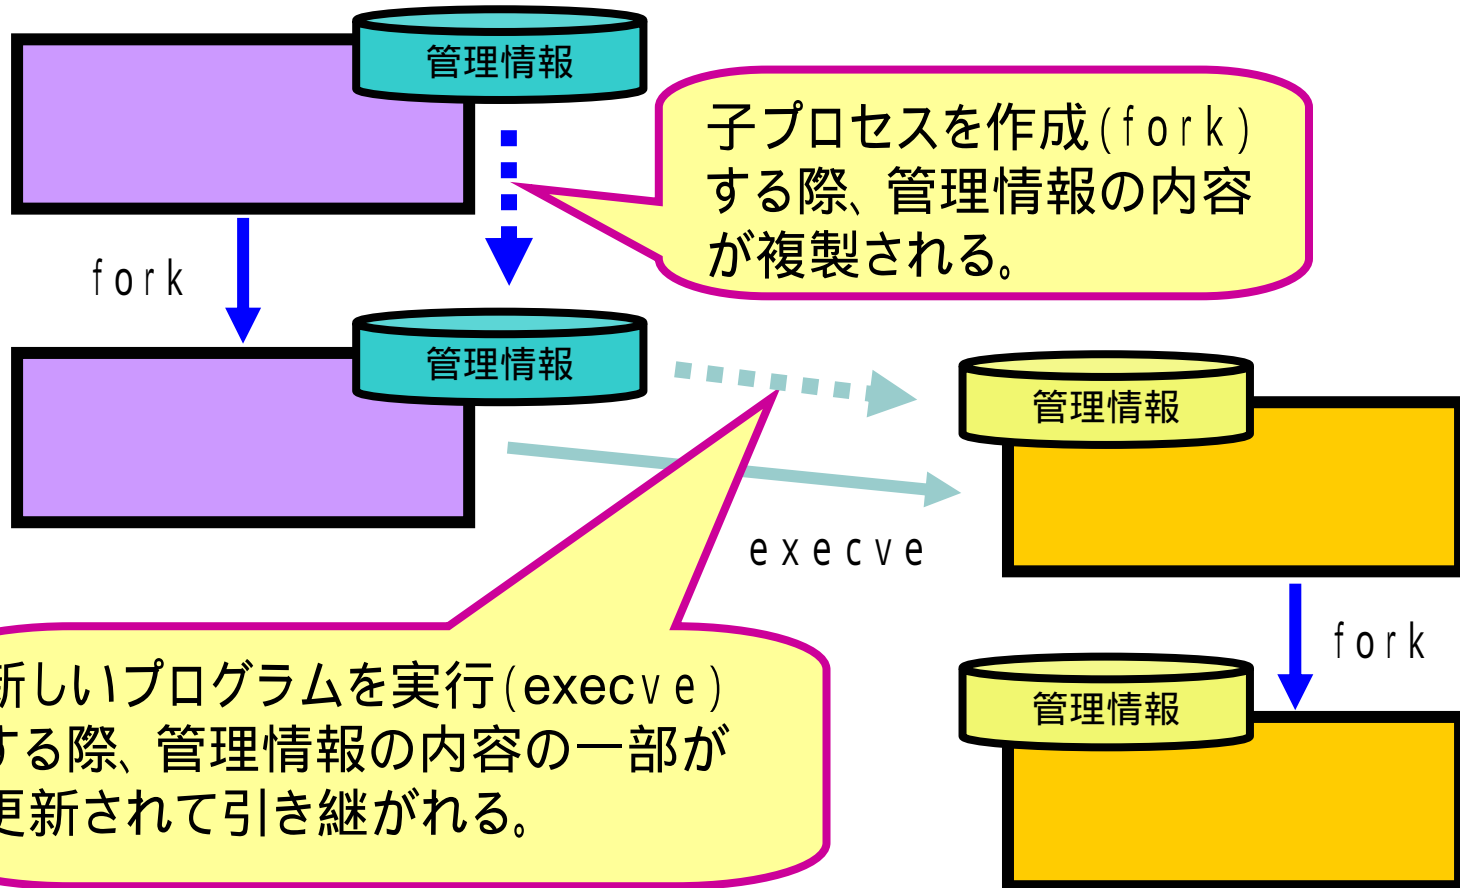 管理情報
子プロセスを作成(fork)
する際、管理情報の内容
が複製される。
fork
管理情報
管理情報
execve
fork
新しいプログラムを実行(execve)
する際、管理情報の内容の一部が
更新されて引き継がれる。
管理情報